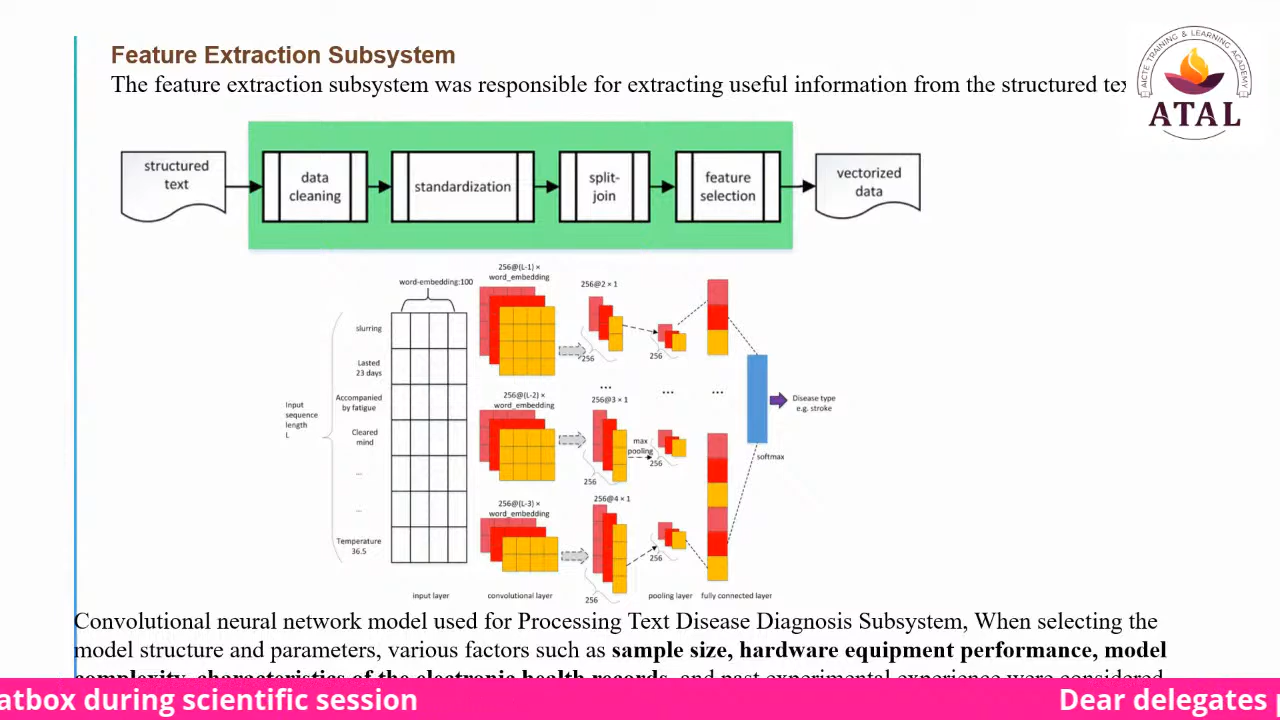 Feature Extraction Subsystem
The feature extraction subsystem was responsible for extracting useful information from the structured
AICTE TRAINING & LEARNING ACADEMY
ATAL
structured
text
data
cleaning
standardization
split-
join
feature
selection
vectorized
data
word-embedding:100
256@(L-1) ×
word_embedding
256@2 × 1
slurring
Lasted
23 days
Accompanied
by fatigue
Cleared
mind
...
...
Temperature
36.5
Input
sequence
length
L
256
256
...
...
...
256@(L-2) ×
word_embedding
256@3 × 1
max
pooling
256
256
256@(L-3) ×
word_embedding
256@4 × 1
256
256
Disease type
e.g. stroke
softmax
input layer
convolutional layer
pooling layer
fully connected layer
Convolutional neural network model used for Processing Text Disease Diagnosis Subsystem, When selecting the
model structure and parameters, various factors such as sample size, hardware equipment performance, model
complexity, characteristics of the electronic health records, and past experimental experience were considered
atbox during scientific session
Dear delegates p